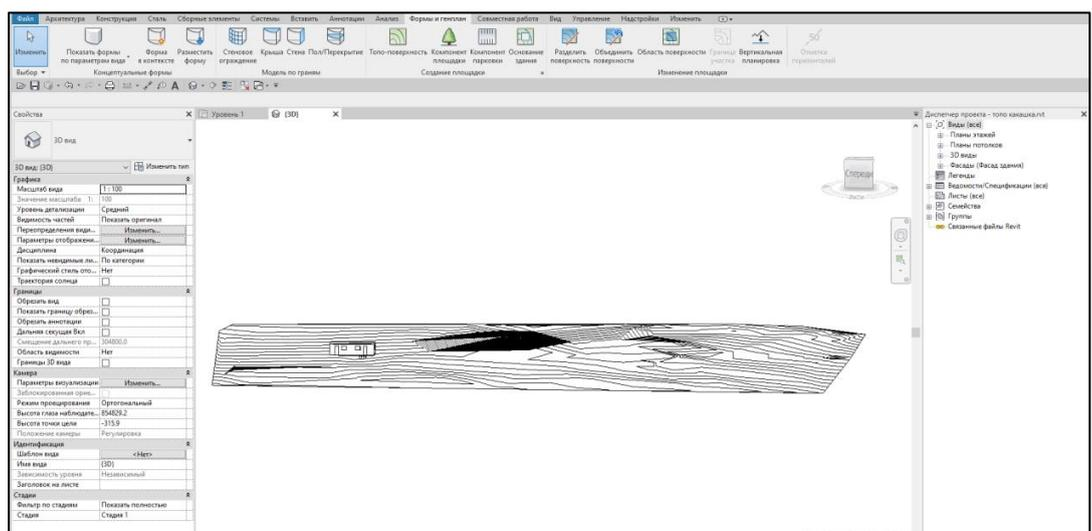 Файл Архитектура Конструкция Сталь Сборные элементы Системы Вставить Аннотации Анализ Формы и генплан Совместная работа Вид Управление Надстройки Изменить
Изменить Показать формы Форма Разместить Стеновое Крыша Стена Пол/Перекрытие Топо-поверхность Компонент Компонент Основание Разделить Объединить Область поверхности Граница Вертикальная Отметка
по параметрам вида в контексте форму ограждение площадки парковки здания поверхность поверхности участка планировка горизонталей
Выбор Концептуальные формы Модель по граням Создание площадки Изменение площадки
Свойства X Уровень 1 {3D} X Диспетчер проекта - топо какашка.rvt X
3D вид
3D вид: {3D} Изменить тип
Графика
Масштаб вида 1 : 100
Значение масштаба 1: 100
Уровень детализации Средний
Видимость частей Показать оригинал
Переопределения види... Изменить...
Параметры отображени... Изменить...
Дисциплина Координация
Показать невидимые ли... По категории
Графический стиль ото... Нет
Траектория солнца
Границы
Обрезать вид
Показать границу обрез...
Обрезать аннотации
Дальняя секущая Вкл
Смещение дальнего пр... 304800.0
Область видимости Нет
Границы 3D вида
Камера
Параметры визуализации Изменить...
Заблокированная орие...
Режим проецирования Ортогональный
Высота глаза наблюдате... 854829.2
Высота точки цели -315.9
Положение камеры Регулировка
Идентификация
Шаблон вида <Нет>
Имя вида {3D}
Зависимость уровня Независимый
Заголовок на листе
Стадии
Фильтр по стадиям Показать полностью
Стадия Стадия 1
Спереди
Виды (все)
Планы этажей
Планы потолков
3D виды
Фасады (Фасад здания)
Легенды
Ведомости/Спецификации (все)
Листы (все)
Семейства
Группы
Связанные файлы Revit